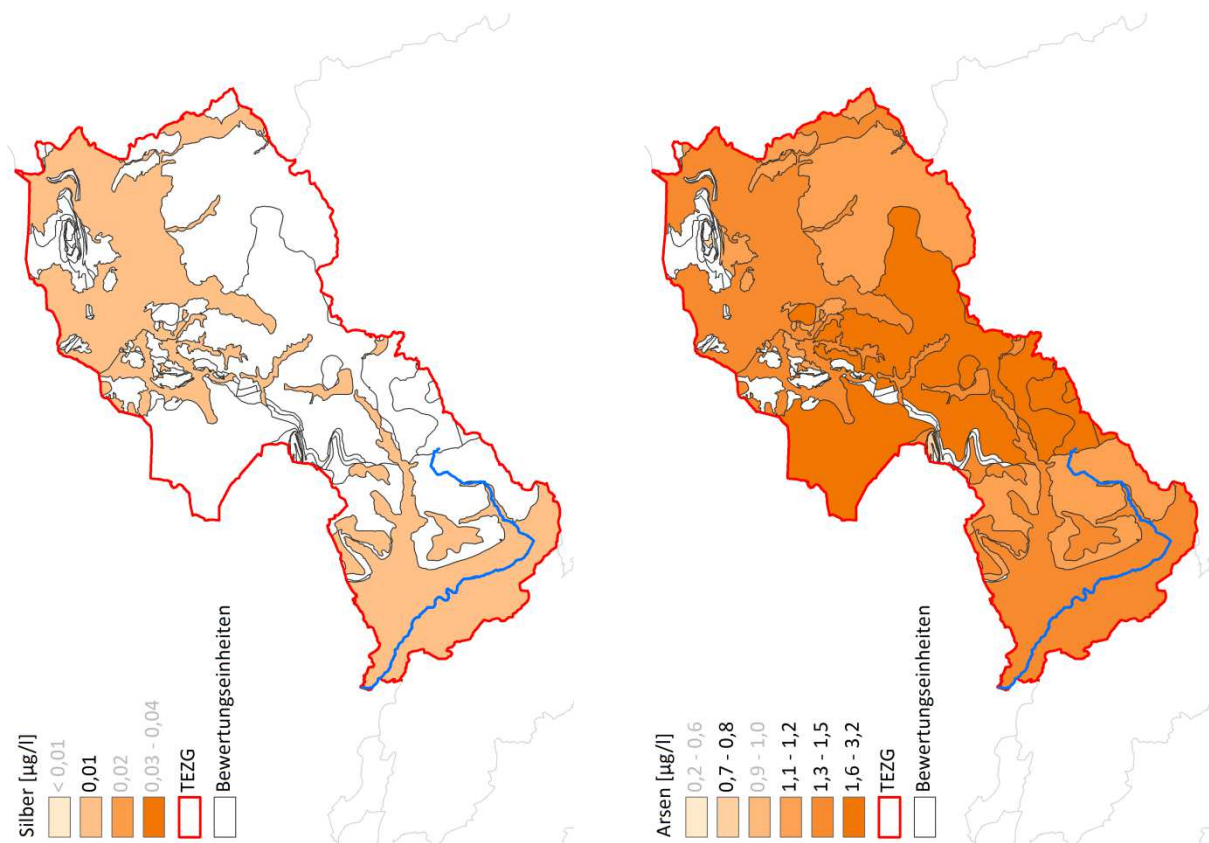 Silber [µg/l]
< 0,01
0,01
0,02
0,03 - 0,04
TEZG
Bewertungseinheiten
Arsen [µg/l]
0,2 - 0,6
0,7 - 0,8
0,9 - 1,0
1,1 - 1,2
1,3 - 1,5
1,6 - 3,2
TEZG
Bewertungseinheiten